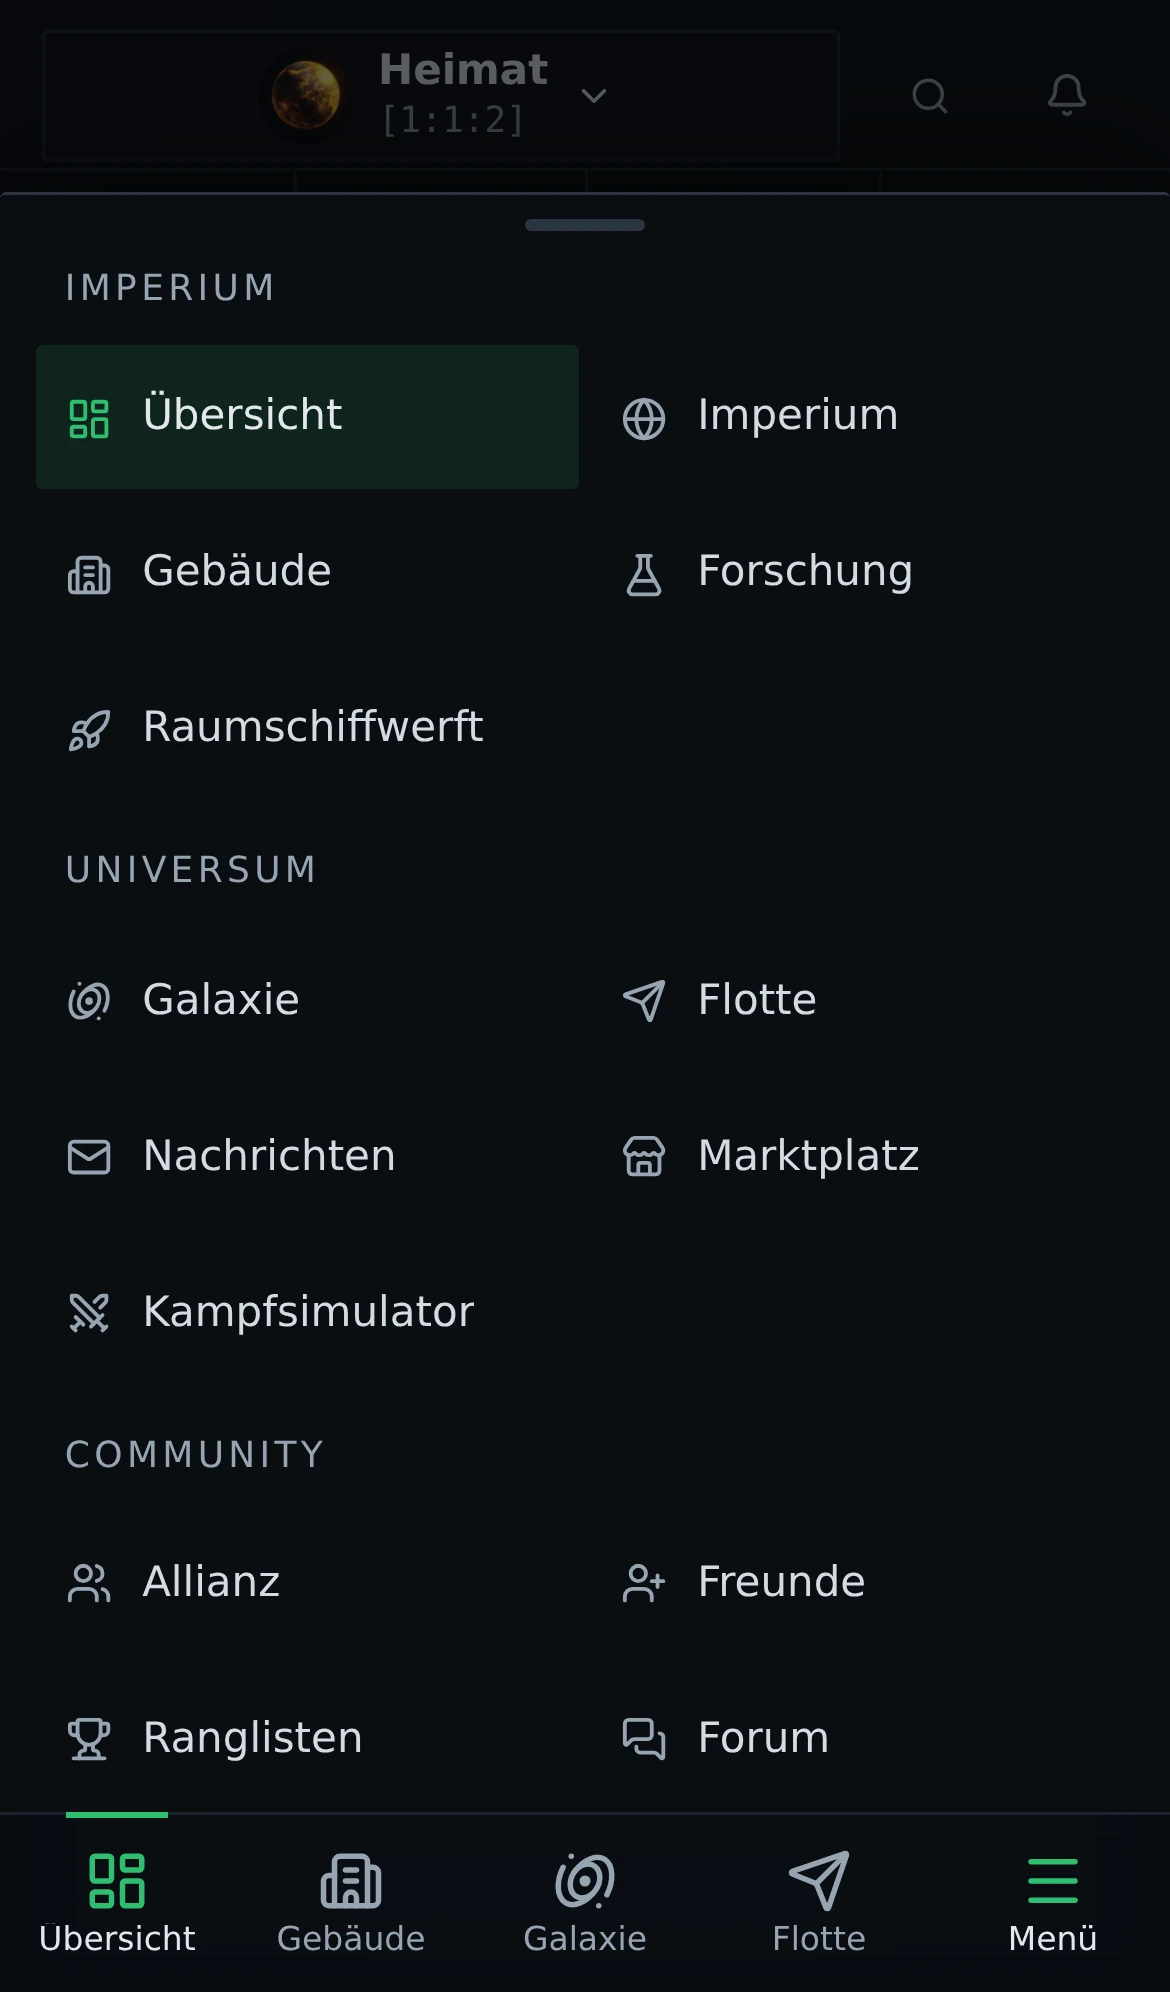 Heimat
[1:1:2]
IMPERIUM
Übersicht Imperium
Gebäude Forschung
Raumschiffwerft
UNIVERSUM
Galaxie Flotte
Nachrichten Marktplatz
Kampfsimulator
COMMUNITY
Allianz Freunde
Ranglisten Forum
Übersicht Gebäude Galaxie Flotte Menü